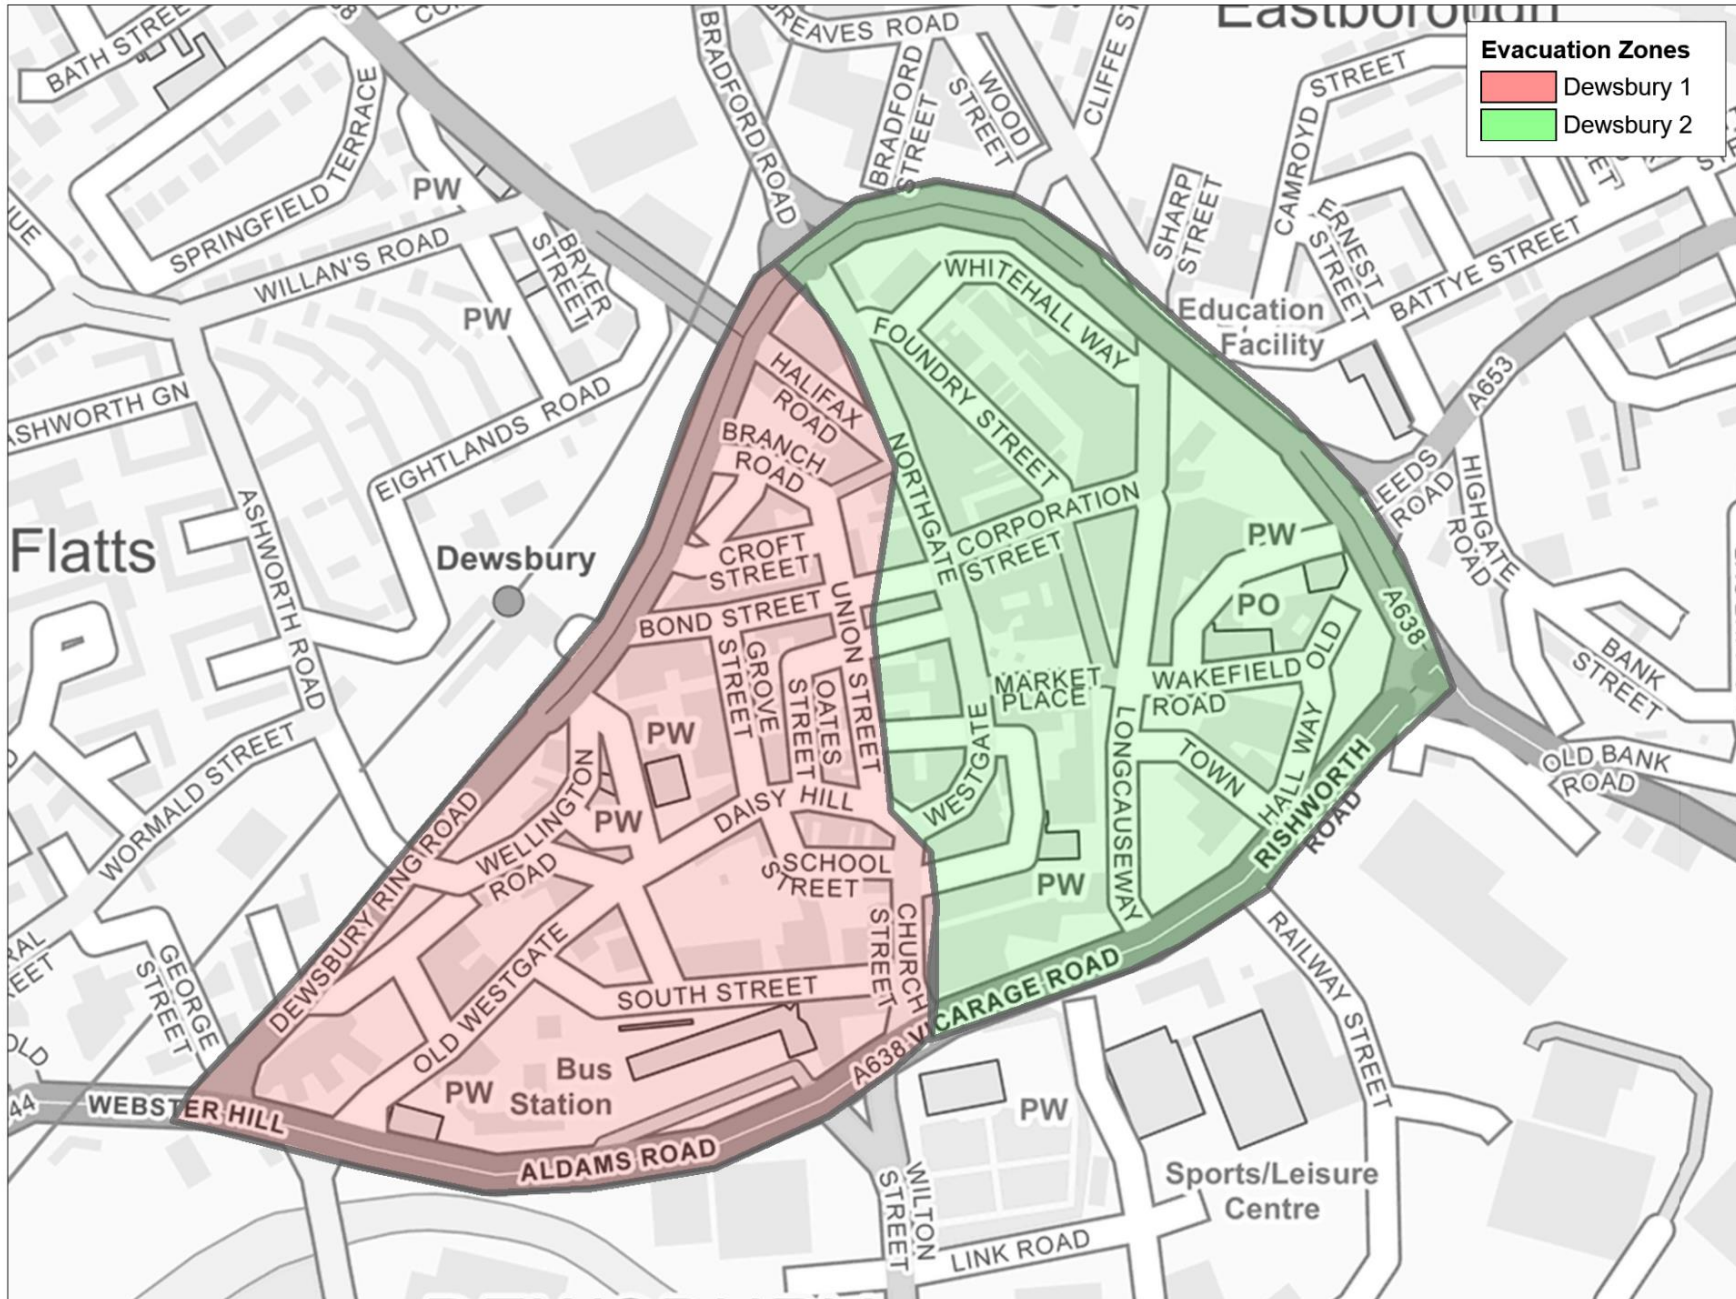 Eastborough
Evacuation Zones
Dewsbury 1
Dewsbury 2
BATH STREE
GREAVES ROAD
BRADFORD ROAD
BRADFORD
STREET
WOOD
STREET
CLIFFE ST
CAMROYD STREET
SPRINGFIELD TERRACE
PW
WILLAN'S ROAD
BRYER
STREET
PW
SHARP
STREET
ERNEST
STREET
BATTYE STREET
Education
Facility
WHITEHALL WAY
FOUNDRY STREET
HALIFAX
ROAD
BRANCH
ROAD
A653
LEEDS
ROAD
HIGHGATE
ROAD
ASHWORTH GN
EIGHTLANDS ROAD
ASHWORTH ROAD
NORTHGATE
CORPORATION
STREET
Flatts
Dewsbury
CROFT
STREET
BOND STREET
UNION STREET
GROVE
STREET
OATES
STREET
PW
PO
A638
OLD
WAKEFIELD
ROAD
MARKET
PLACE
BANK
STREET
OLD BANK
ROAD
WORMALD STREET
PW
WELLINGTON
ROAD
PW
DAISY HILL
WESTGATE
LONGCAUSEWAY
TOWN
HALL WAY
RISHWORTH
ROAD
SCHOOL
STREET
PW
CHURCH
STREET
DEWSBURY RING ROAD
OLD WESTGATE
SOUTH STREET
GEORGE
STREET
A638 VICARAGE ROAD
RAILWAY STREET
Bus
Station
PW
PW
44
WEBSTER HILL
ALDAMS ROAD
WILTON
STREET
LINK ROAD
Sports/Leisure
Centre